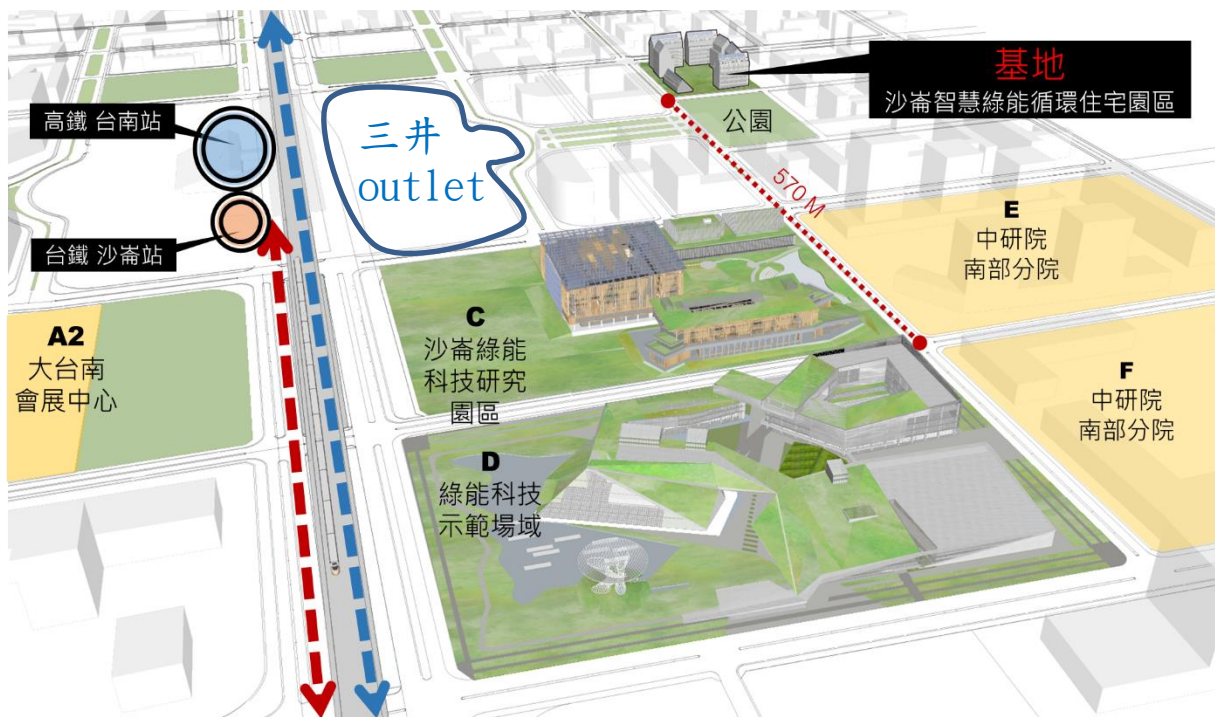 基地
沙崙智慧綠能循環住宅園區
高鐵 台南站
三井
outlet
公園
570 M
台鐵 沙崙站
E
中研院
南部分院
C
沙崙綠能
科技研究
園區
A2
大台南
會展中心
F
中研院
南部分院
D
綠能科技
示範場域